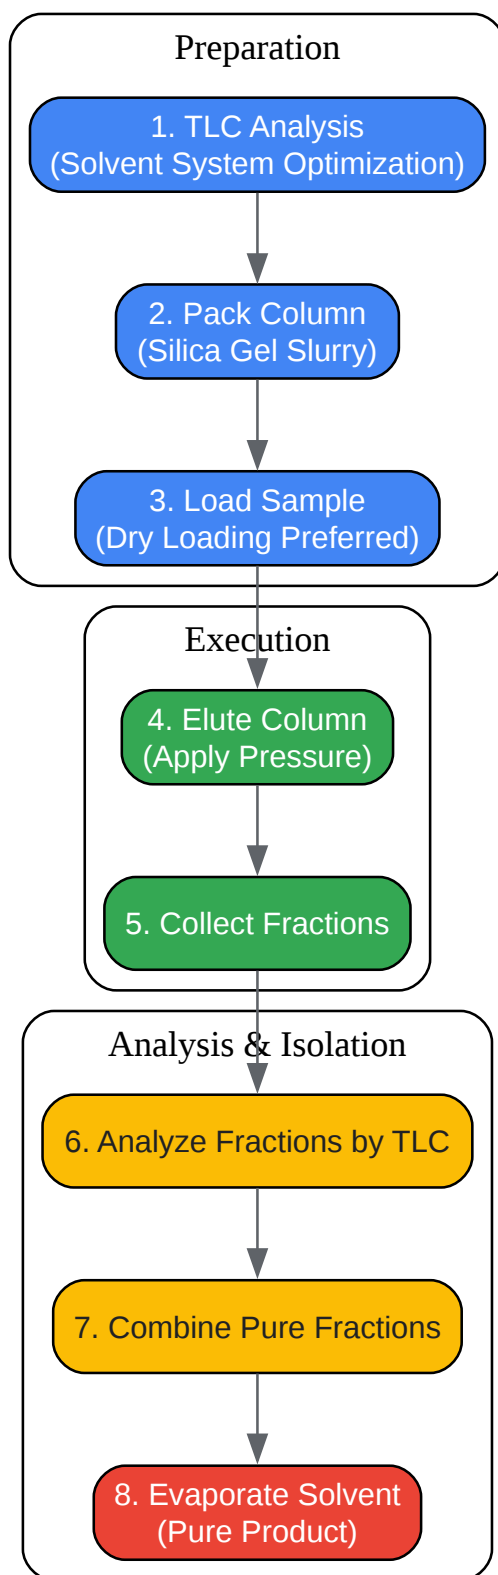 Preparation
1. TLC Analysis
(Solvent System Optimization)
2. Pack Column
(Silica Gel Slurry)
3. Load Sample
(Dry Loading Preferred)
Execution
4. Elute Column
(Apply Pressure)
5. Collect Fractions
Analysis & Isolation
6. Analyze Fractions by TLC
7. Combine Pure Fractions
8. Evaporate Solvent
(Pure Product)